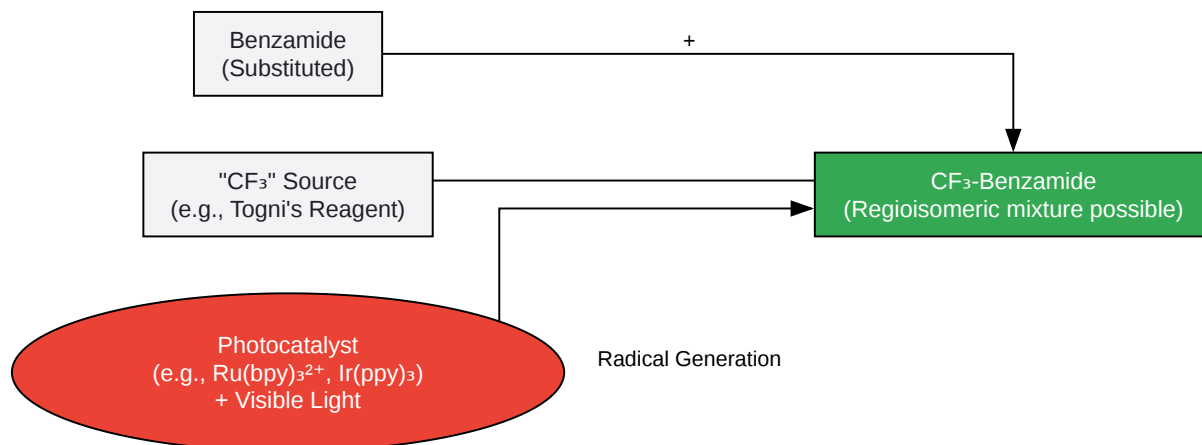 Benzamide
(Substituted)
+
"CF₃" Source
(e.g., Togni's Reagent)
CF₃-Benzamide
(Regioisomeric mixture possible)
Photocatalyst
(e.g., Ru(bpy)₃²⁺, Ir(ppy)₃)
+ Visible Light
Radical Generation